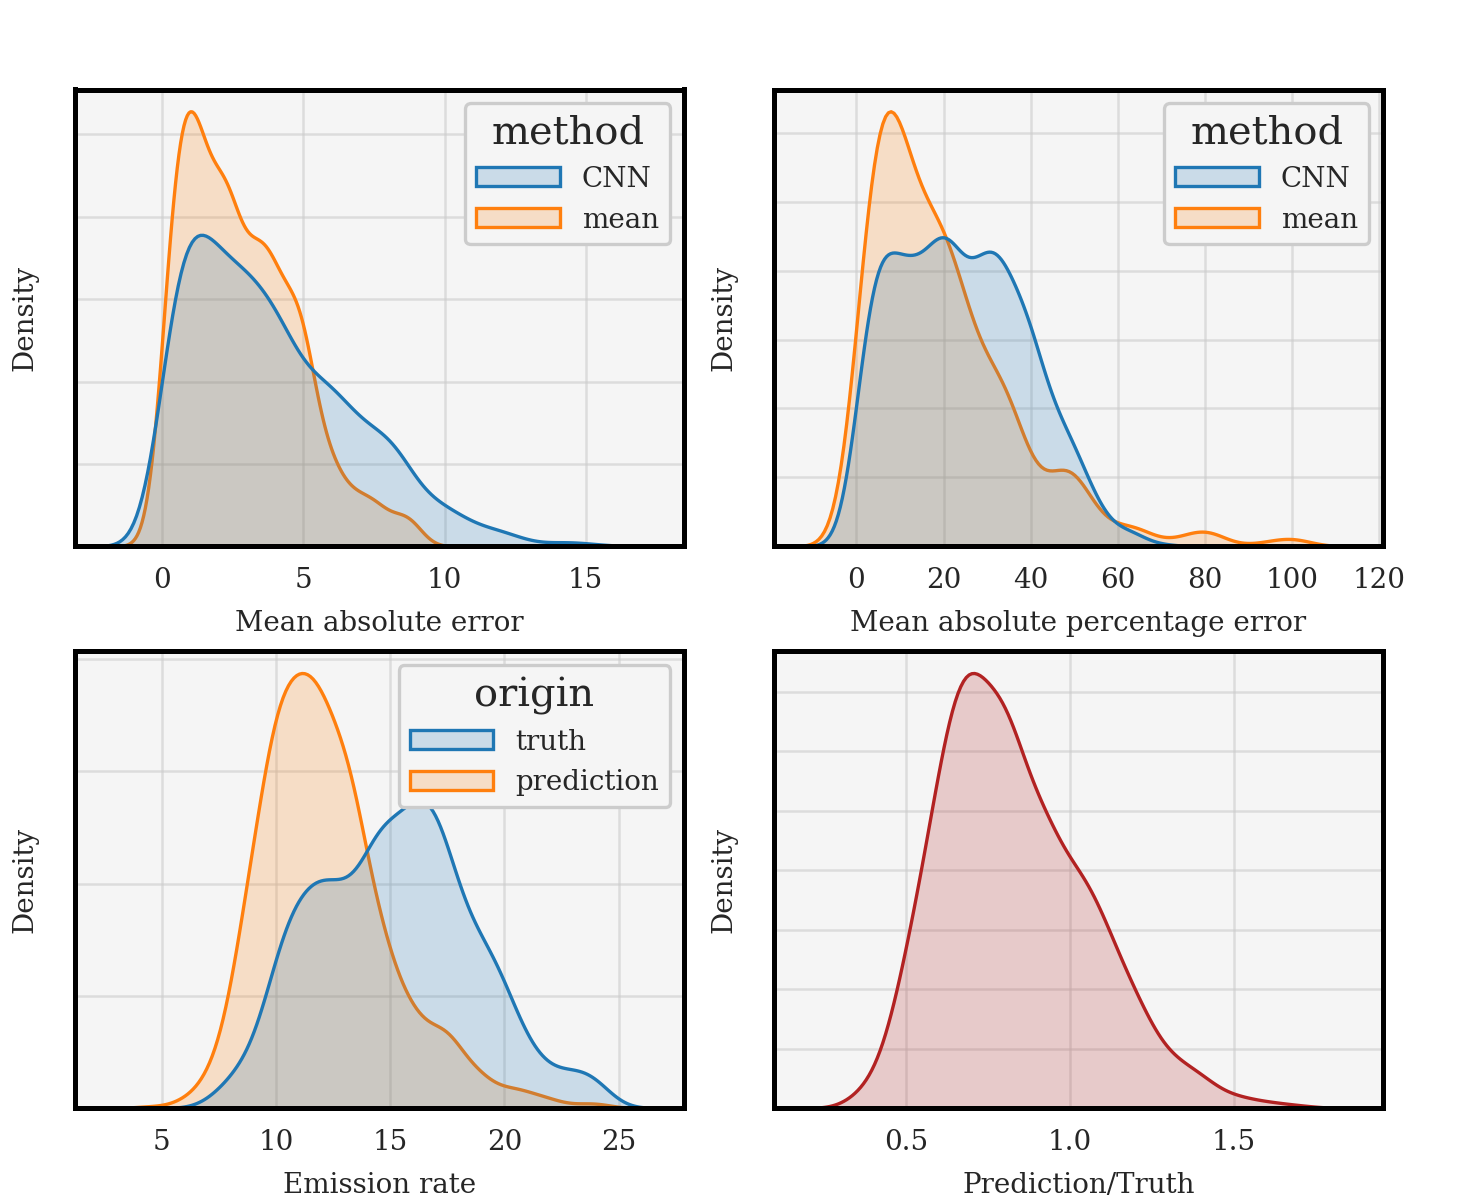 method
CNN
mean
Density
0 5 10 15
Mean absolute error
method
CNN
mean
Density
0 20 40 60 80 100 120
Mean absolute percentage error
origin
truth
prediction
Density
5 10 15 20 25
Emission rate
Density
0.5 1.0 1.5
Prediction/Truth